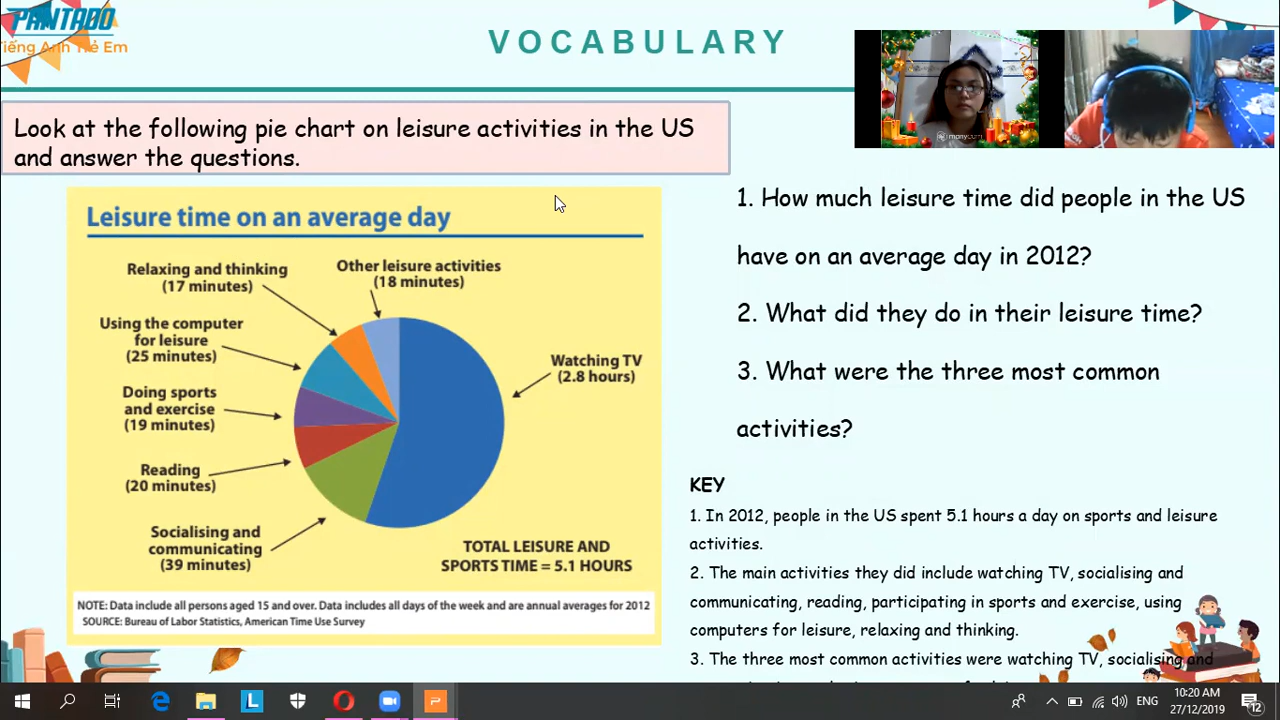 PANTADO
Tiếng Anh Trẻ Em
VOCABULARY
Look at the following pie chart on leisure activities in the US
and answer the questions.
Leisure time on an average day
Relaxing and thinking
(17 minutes)
Other leisure activities
(18 minutes)
Using the computer
for leisure
(25 minutes)
Watching TV
(2.8 hours)
Doing sports
and exercise
(19 minutes)
Reading
(20 minutes)
Socialising and
communicating
(39 minutes)
TOTAL LEISURE AND
SPORTS TIME = 5.1 HOURS
NOTE: Data include all persons aged 15 and over. Data includes all days of the week and are annual averages for 2012
SOURCE: Bureau of Labor Statistics, American Time Use Survey
manycam
1. How much leisure time did people in the US
have on an average day in 2012?
2. What did they do in their leisure time?
3. What were the three most common
activities?
KEY
1. In 2012, people in the US spent 5.1 hours a day on sports and leisure
activities.
2. The main activities they did include watching TV, socialising and
communicating, reading, participating in sports and exercise, using
computers for leisure, relaxing and thinking.
3. The three most common activities were watching TV, socialising and
L
ENG
10:20 AM
27/12/2019
12